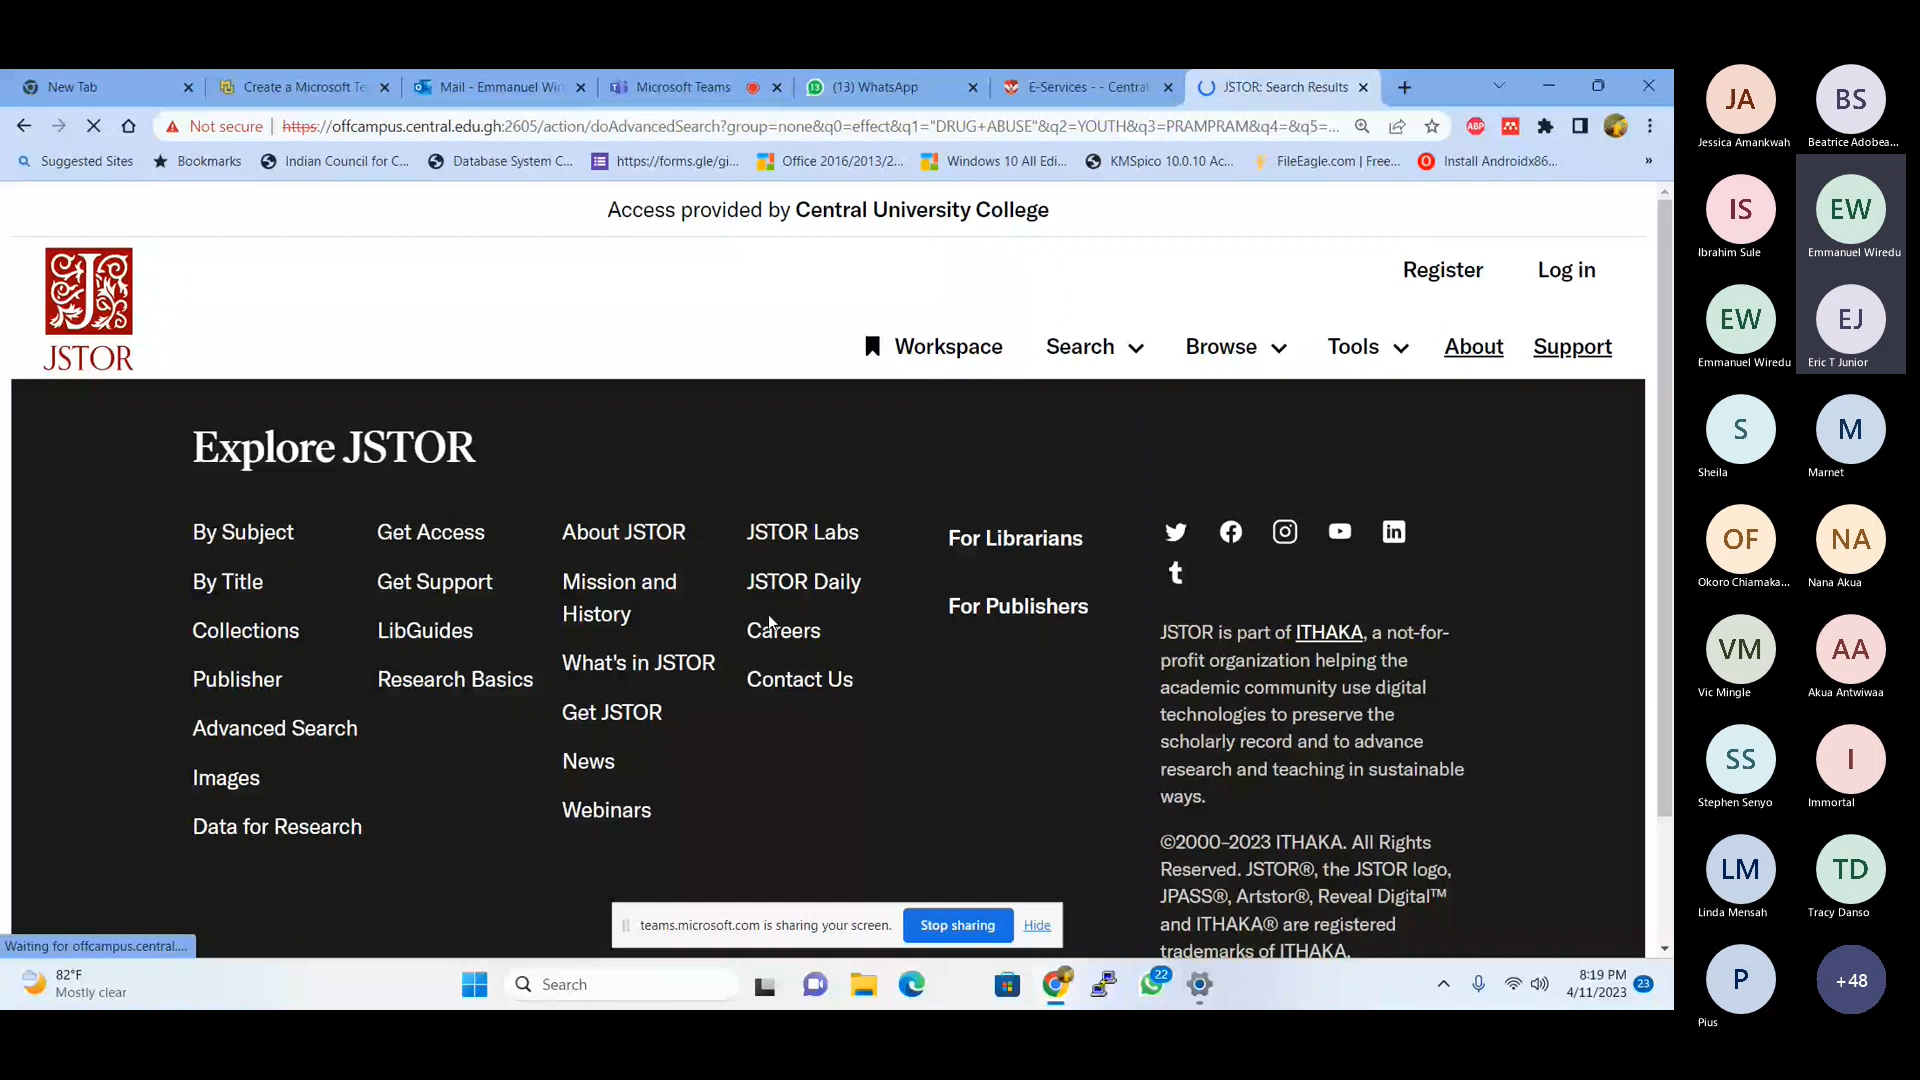 New Tab
Create a Microsoft Te
Mail - Emmanuel Wir
Microsoft Teams
(13) WhatsApp
E-Services - - Central
JSTOR: Search Results
Not secure | https://offcampus.central.edu.gh:2605/action/doAdvancedSearch?group=none&q0=effect&q1="DRUG+ABUSE"&q2=YOUTH&q3=PRAMPRAM&q4=&q5=...
ABP
Suggested Sites
Bookmarks
Indian Council for C...
Database System C...
https://forms.gle/gi...
Office 2016/2013/2...
Windows 10 All Edi...
KMSpico 10.0.10 Ac...
FileEagle.com | Free...
Install Androidx86...
»
Access provided by Central University College
JSTOR
Register
Log in
Workspace
Search
Browse
Tools
About
Support
Explore JSTOR
By Subject
By Title
Collections
Publisher
Advanced Search
Images
Data for Research
Get Access
Get Support
LibGuides
Research Basics
About JSTOR
Mission and
History
What's in JSTOR
Get JSTOR
News
Webinars
JSTOR Labs
JSTOR Daily
Careers
Contact Us
For Librarians
For Publishers
JSTOR is part of ITHAKA, a not-for-
profit organization helping the
academic community use digital
technologies to preserve the
scholarly record and to advance
research and teaching in sustainable
ways.
©2000–2023 ITHAKA. All Rights
Reserved. JSTOR®, the JSTOR logo,
JPASS®, Artstor®, Reveal Digital™
and ITHAKA® are registered
trademarks of ITHAKA.
teams.microsoft.com is sharing your screen.
Stop sharing
Hide
Waiting for offcampus.central....
82°F
Mostly clear
Search
22
8:19 PM
4/11/2023
23
JA
Jessica Amankwah
BS
Beatrice Adobea...
IS
Ibrahim Sule
EW
Emmanuel Wiredu
EW
Emmanuel Wiredu
EJ
Eric T Junior
S
Sheila
M
Marnet
OF
Okoro Chiamaka...
NA
Nana Akua
VM
Vic Mingle
AA
Akua Antwiwaa
SS
Stephen Senyo
I
Immortal
LM
Linda Mensah
TD
Tracy Danso
P
Pius
+48